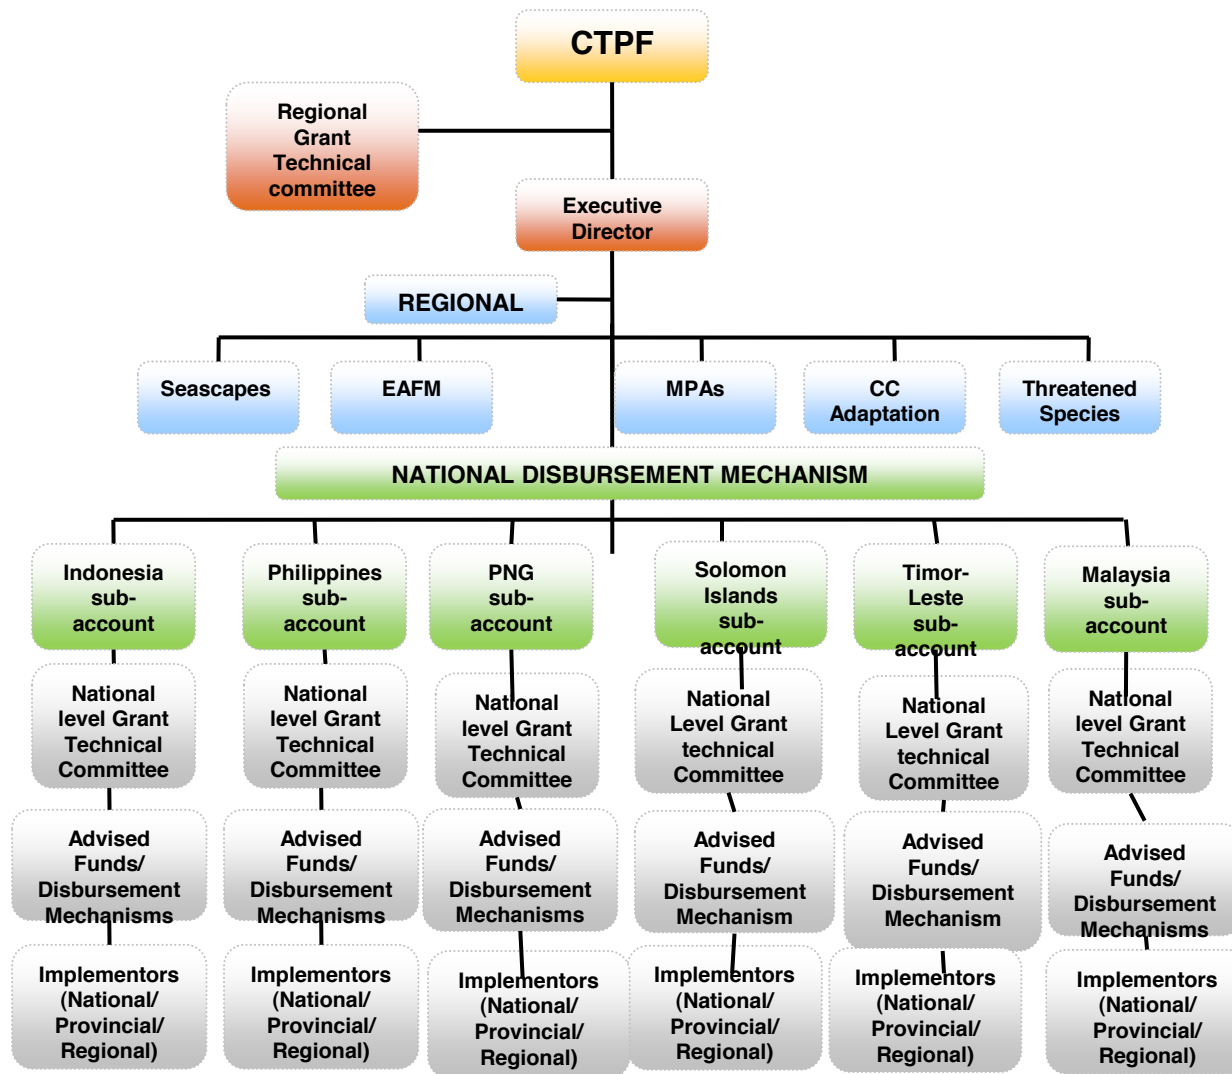 CTPF
Regional
Grant
Technical
committee
Executive
Director
REGIONAL
Seascapes
EAFM
MPAs
CC
Adaptation
Threatened
Species
NATIONAL DISBURSEMENT MECHANISM
Indonesia
sub-
account
Philippines
sub-
account
PNG
sub-
account
Solomon
Islands
sub-
account
Timor-
Leste
sub-
account
Malaysia
sub-
account
National
level Grant
Technical
Committee
National
level Grant
Technical
Committee
National
level Grant
Technical
Committee
National
Level Grant
technical
Committee
National
Level Grant
technical
Committee
National
level Grant
Technical
Committee
Advised
Funds/
Disbursement
Mechanisms
Advised
Funds/
Disbursement
Mechanisms
Advised
Funds/
Disbursement
Mechanisms
Advised
Funds/
Disbursement
Mechanism
Advised
Funds/
Disbursement
Mechanism
Advised
Funds/
Disbursement
Mechanisms
Implementors
(National/
Provincial/
Regional)
Implementors
(National/
Provincial/
Regional)
Implementors
(National/
Provincial/
Regional)
Implementors
(National/
Provincial/
Regional)
Implementors
(National/
Provincial/
Regional)
Implementors
(National/
Provincial/
Regional)